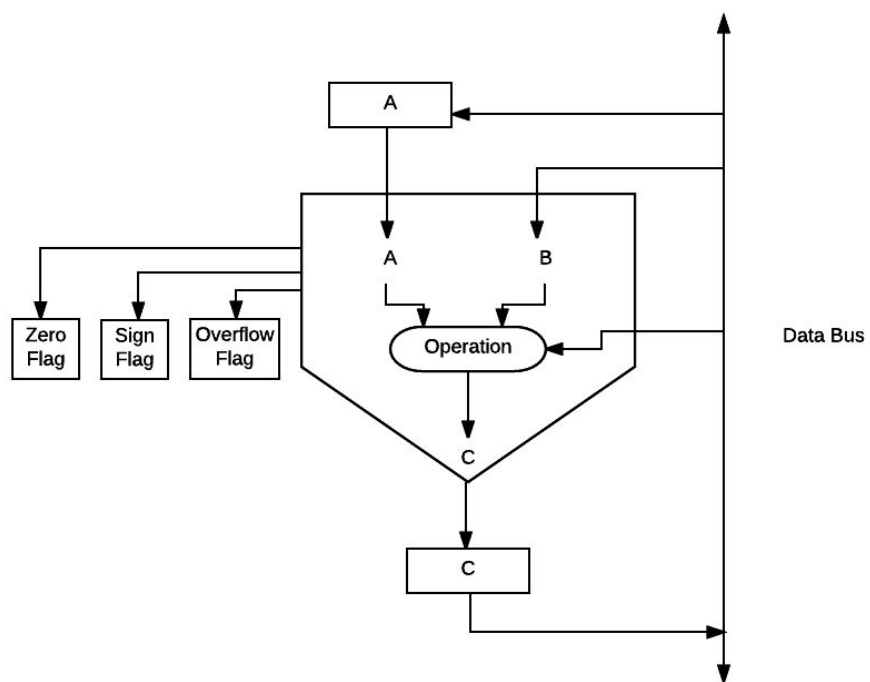 A
A
B
Zero
Flag
Sign
Flag
Overflow
Flag
Operation
Data Bus
C
C